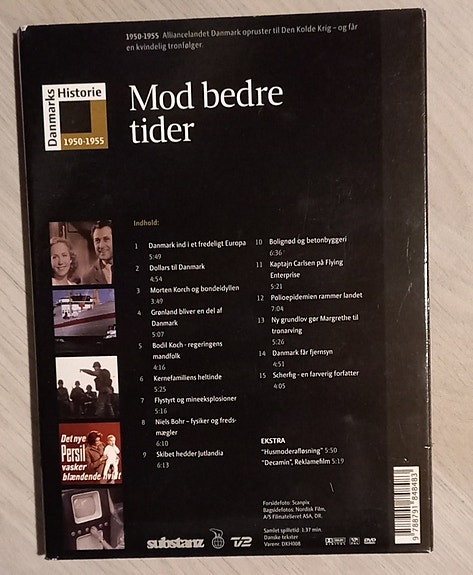 1950-1955 Alliancelandet Danmark opruster til Den Kolde Krig – og får
en kvindelig tronfølger.
Danmarks
Historie
1950-1955
Mod bedre
tider
Indhold:
1 Danmark ind i et fredeligt Europa
5:49
2 Dollars til Danmark
4:54
3 Morten Korch og bondeidyllen
3:49
4 Grønland bliver en del af
Danmark
5:07
5 Bodil Koch - regeringens
mandfolk
4:16
6 Kernefamiliens heltinde
5:25
7 Flystyrt og mineeksplosioner
5:16
8 Niels Bohr – fysiker og freds-
mægler
6:10
9 Skibet hedder Jutlandia
6:13
10 Bolignød og betonbyggeri
6:36
11 Kaptajn Carlsen på Flying
Enterprise
5:21
12 Polioepidemien rammer landet
7:04
13 Ny grundlov gør Margrethe til
tronarving
5:26
14 Danmark får fjernsyn
4:51
15 Scherfig - en farverig forfatter
4:05
EKSTRA
"Husmoderafløsning" 5:50
"Decamin", Reklamefilm 5:19
Det nye
Persil
vasker
blændende hvidt
Forsidefoto: Scanpix
Bagsidefotos: Nordisk Film,
A/S Filmatelieret ASA, DR.
Samlet spilletid: 1.37 min.
Danske tekster
Varenr. DKH008
substanz
TV2
DVD
9 788791 848483